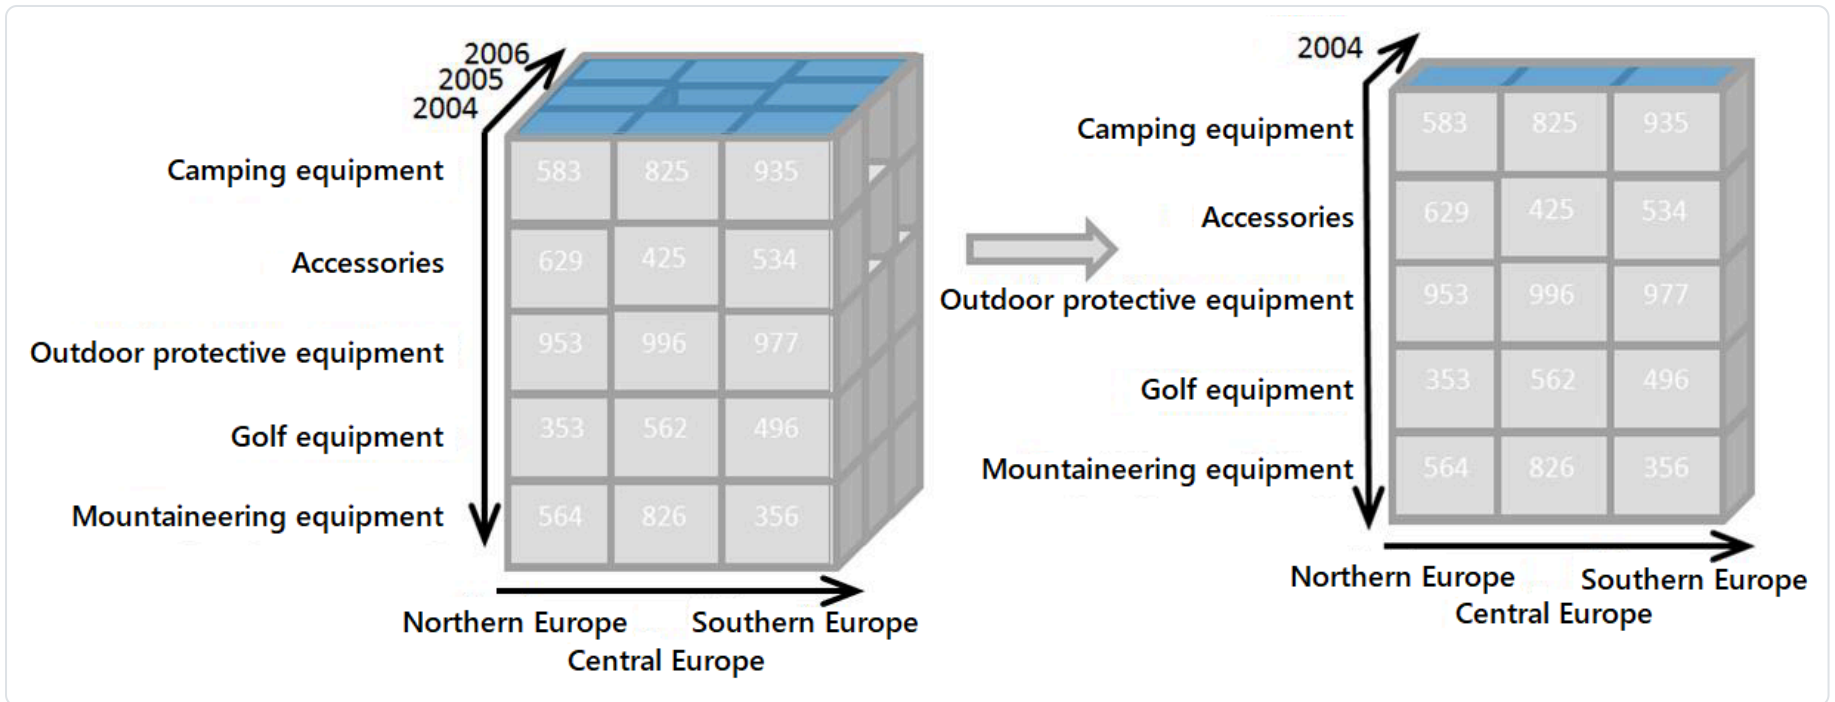 2006
2005
2004
Camping equipment 583 825 935
Accessories 629 425 534
Outdoor protective equipment 953 996 977
Golf equipment 353 562 496
Mountaineering equipment 564 826 356
Northern Europe Southern Europe
Central Europe
2004
Camping equipment 583 825 935
Accessories 629 425 534
Outdoor protective equipment 953 996 977
Golf equipment 353 562 496
Mountaineering equipment 564 826 356
Northern Europe Southern Europe
Central Europe